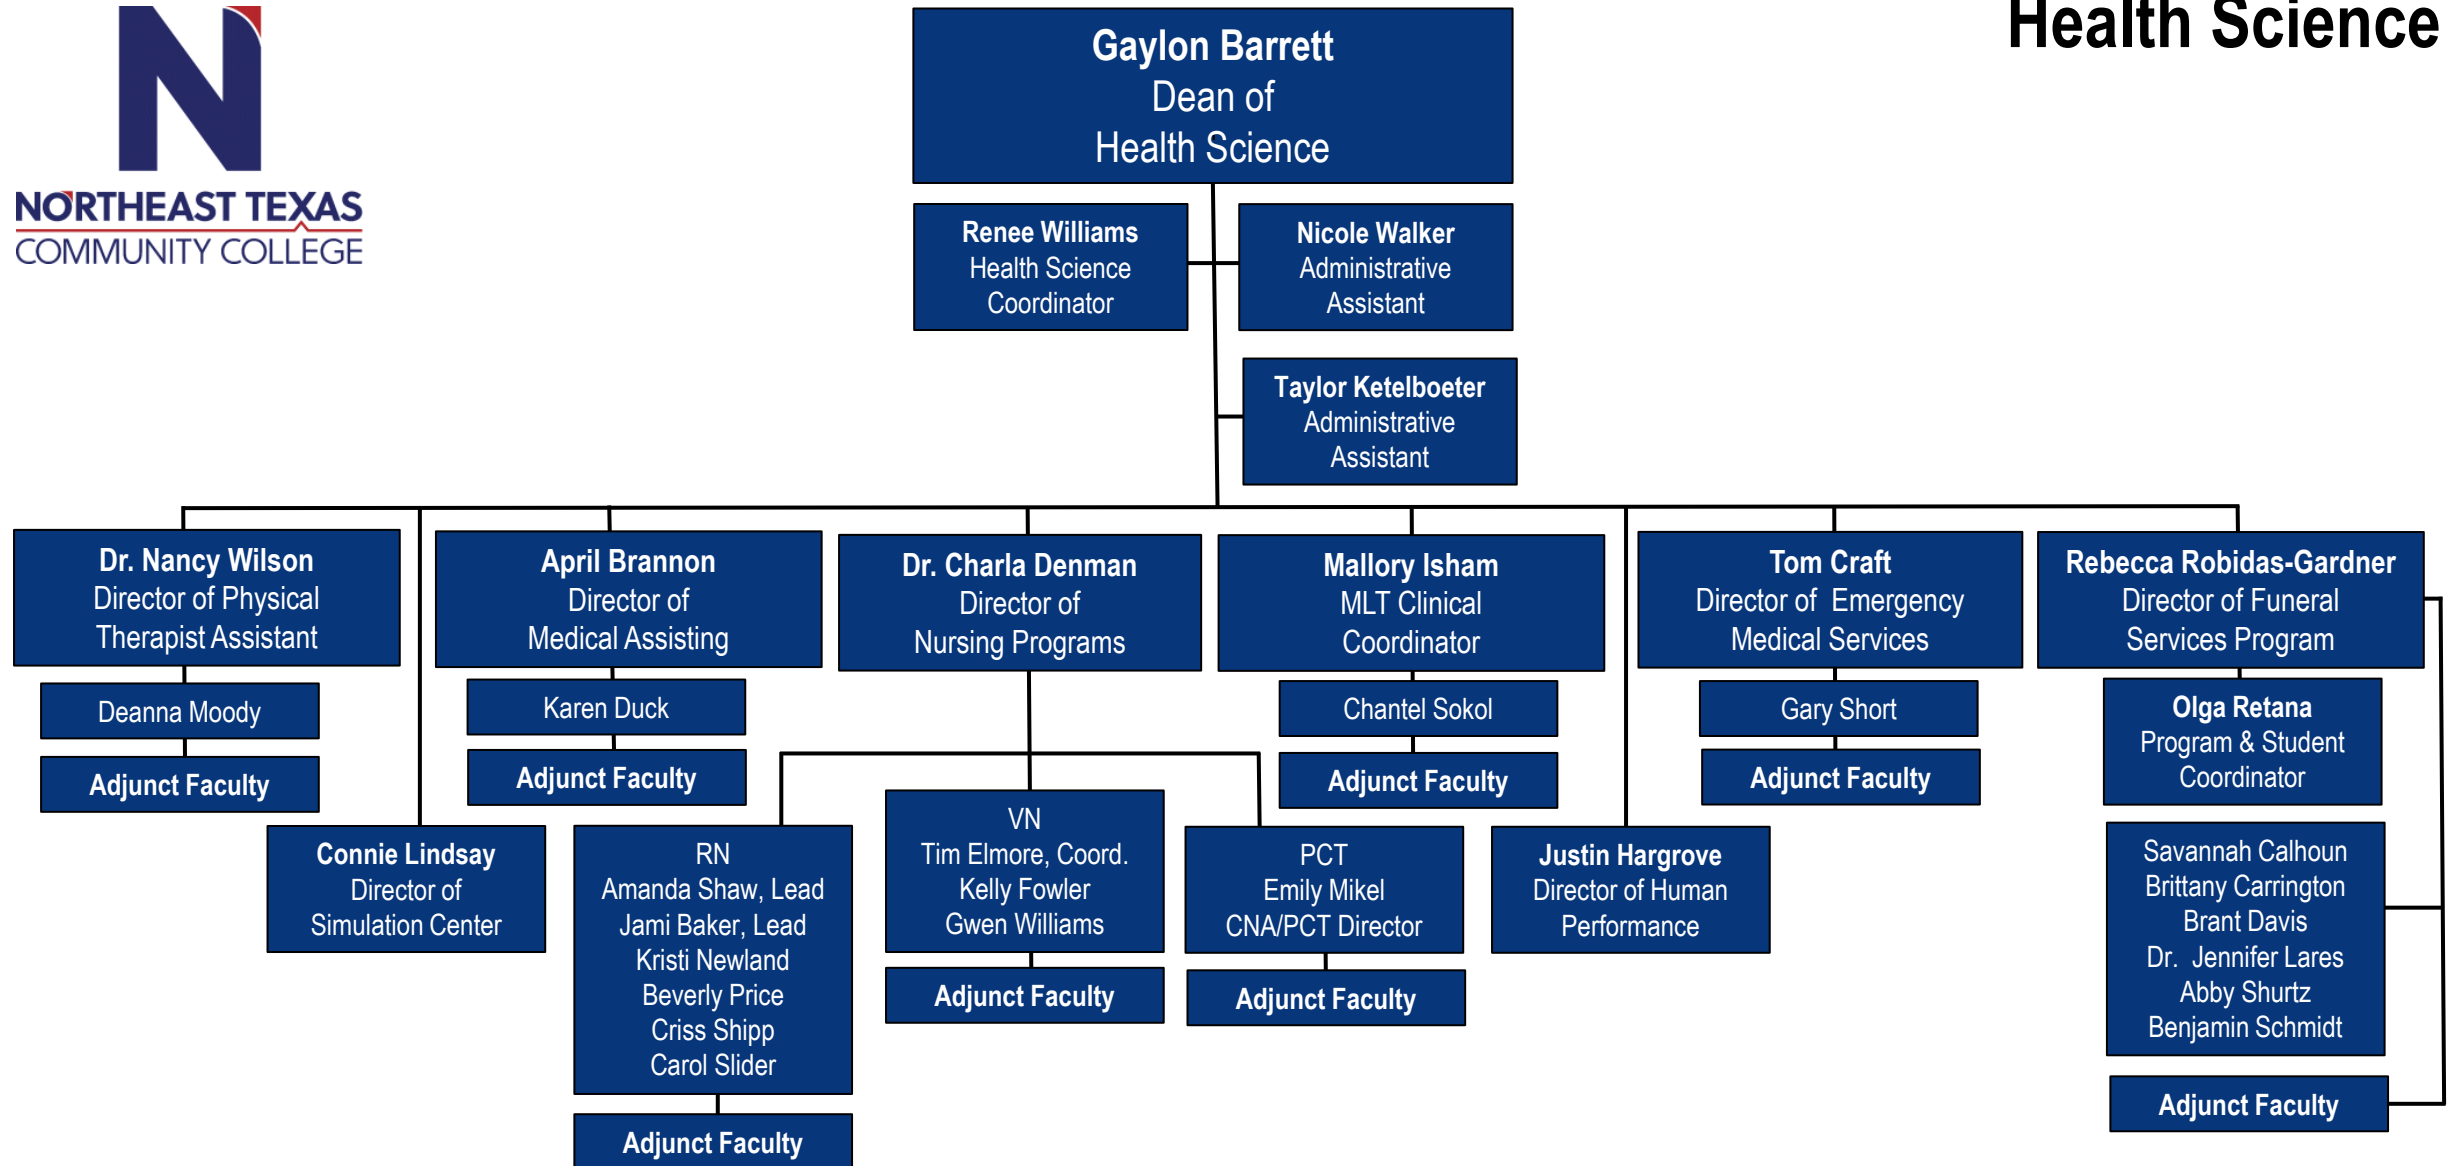 Health Science
NORTHEAST TEXAS
COMMUNITY COLLEGE
Gaylon Barrett
Dean of
Health Science
Renee Williams
Health Science
Coordinator
Nicole Walker
Administrative
Assistant
Taylor Ketelboeter
Administrative
Assistant
Dr. Nancy Wilson
Director of Physical
Therapist Assistant
Deanna Moody
Adjunct Faculty
Connie Lindsay
Director of
Simulation Center
April Brannon
Director of
Medical Assisting
Karen Duck
Adjunct Faculty
Dr. Charla Denman
Director of
Nursing Programs
RN
Amanda Shaw, Lead
Jami Baker, Lead
Kristi Newland
Beverly Price
Criss Shipp
Carol Slider
Adjunct Faculty
VN
Tim Elmore, Coord.
Kelly Fowler
Gwen Williams
Adjunct Faculty
PCT
Emily Mikel
CNA/PCT Director
Adjunct Faculty
Mallory Isham
MLT Clinical
Coordinator
Chantel Sokol
Adjunct Faculty
Justin Hargrove
Director of Human
Performance
Tom Craft
Director of  Emergency
Medical Services
Gary Short
Adjunct Faculty
Rebecca Robidas-Gardner
Director of Funeral
Services Program
Olga Retana
Program & Student
Coordinator
Savannah Calhoun
Brittany Carrington
Brant Davis
Dr.  Jennifer Lares
Abby Shurtz
Benjamin Schmidt
Adjunct Faculty